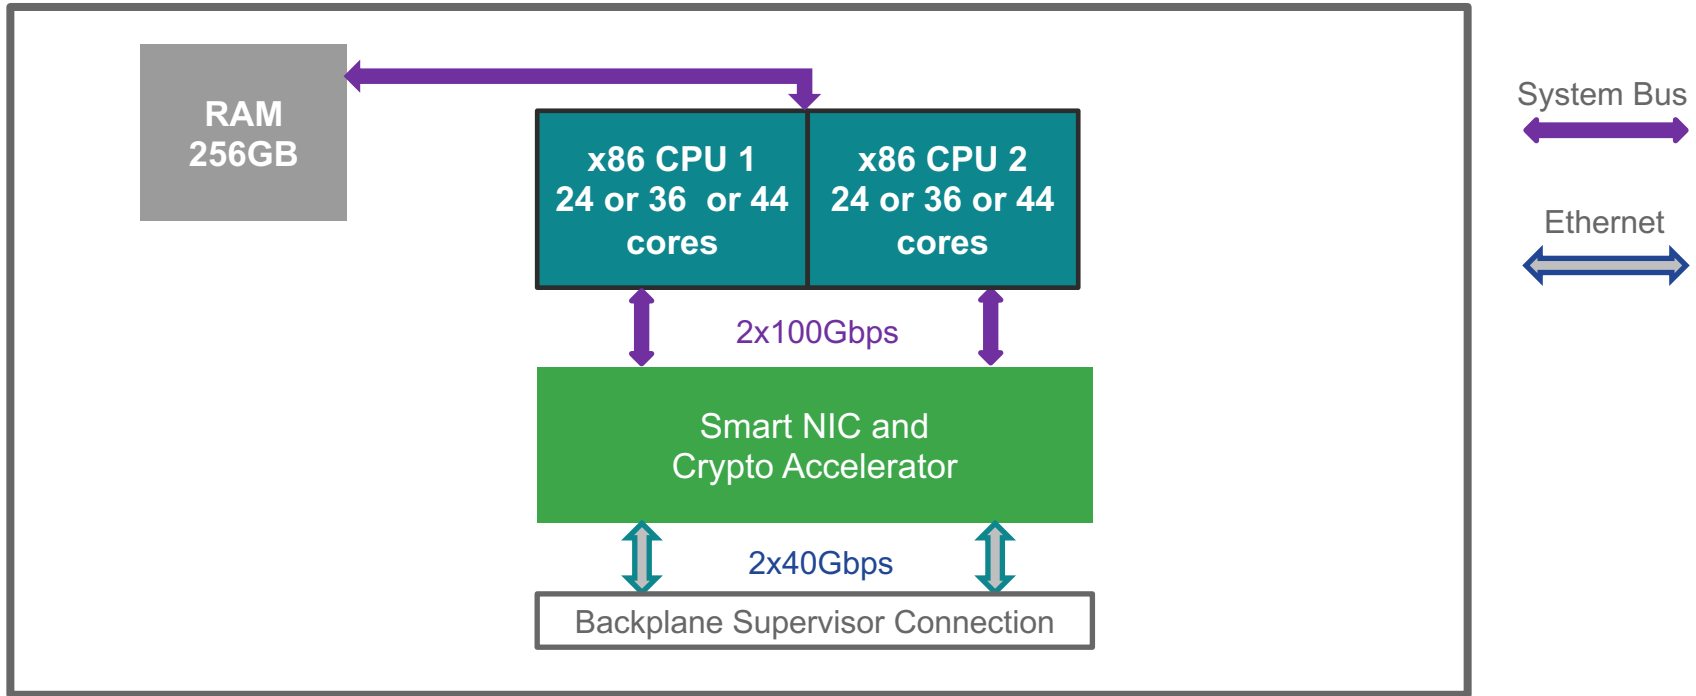 RAM
256GB
x86 CPU 1
24 or 36  or 44
cores
x86 CPU 2
24 or 36 or 44
cores
2x100Gbps
Smart NIC and
Crypto Accelerator
2x40Gbps
Backplane Supervisor Connection
System Bus
Ethernet